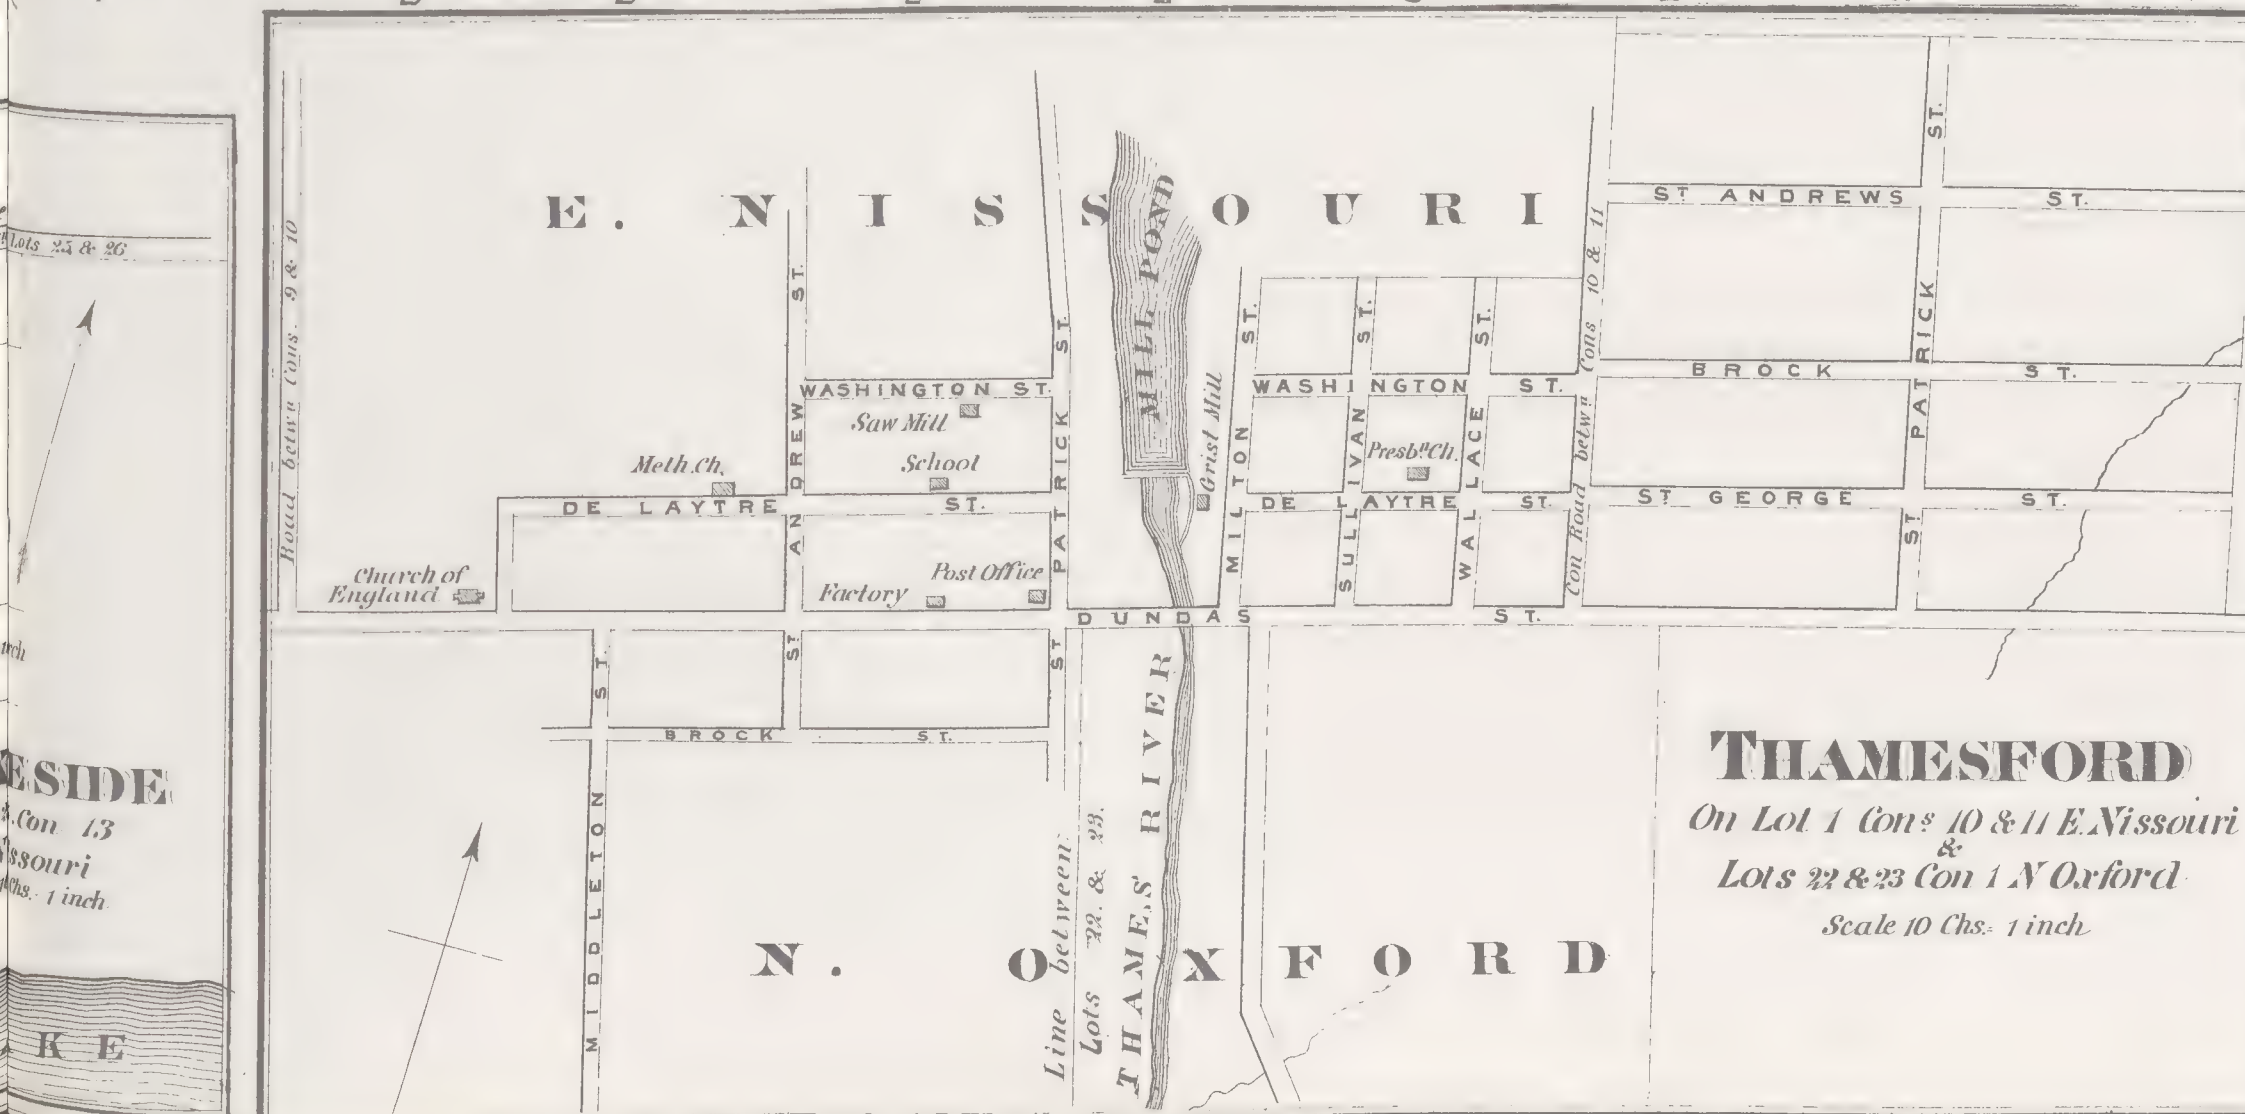 Lots 25 & 26
ESIDE
Con 13
ssouri
Chs. 1 inch
K E
E. NISSOURI
Road betwn Cons. 9 & 10
MILL POND
Grist Mill
WASHINGTON ST.
Saw Mill
School
Meth. Ch.
DE LAYTRE ST.
Church of
England
Factory
Post Office
ANDREW ST.
ST
PATRICK ST.
ST
MILTON ST.
SULLIVAN ST.
WALLACE ST.
WASHINGTON ST.
Presbn Ch.
DE LAYTRE ST.
Con Road betwn Cons 10 & 11
ST ANDREWS ST.
BROCK ST.
ST GEORGE ST.
ST PATRICK ST.
DUNDAS ST.
MIDDLETON ST.
BROCK ST.
Line between
Lots 22. & 23.
THAMES RIVER
N. OXFORD
THAMESFORD
On Lot 1 Cons 10 & 11 E. Nissouri
&
Lots 22 & 23 Con 1 N Oxford
Scale 10 Chs. = 1 inch